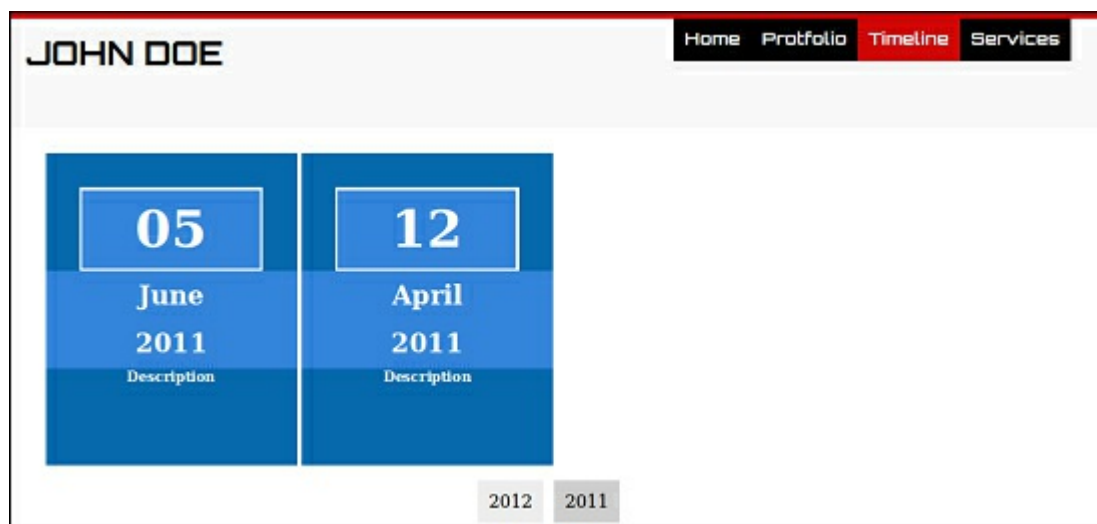 JOHN DOE
Home Protfolio Timeline Services
05
June
2011
Description
12
April
2011
Description
2012 2011